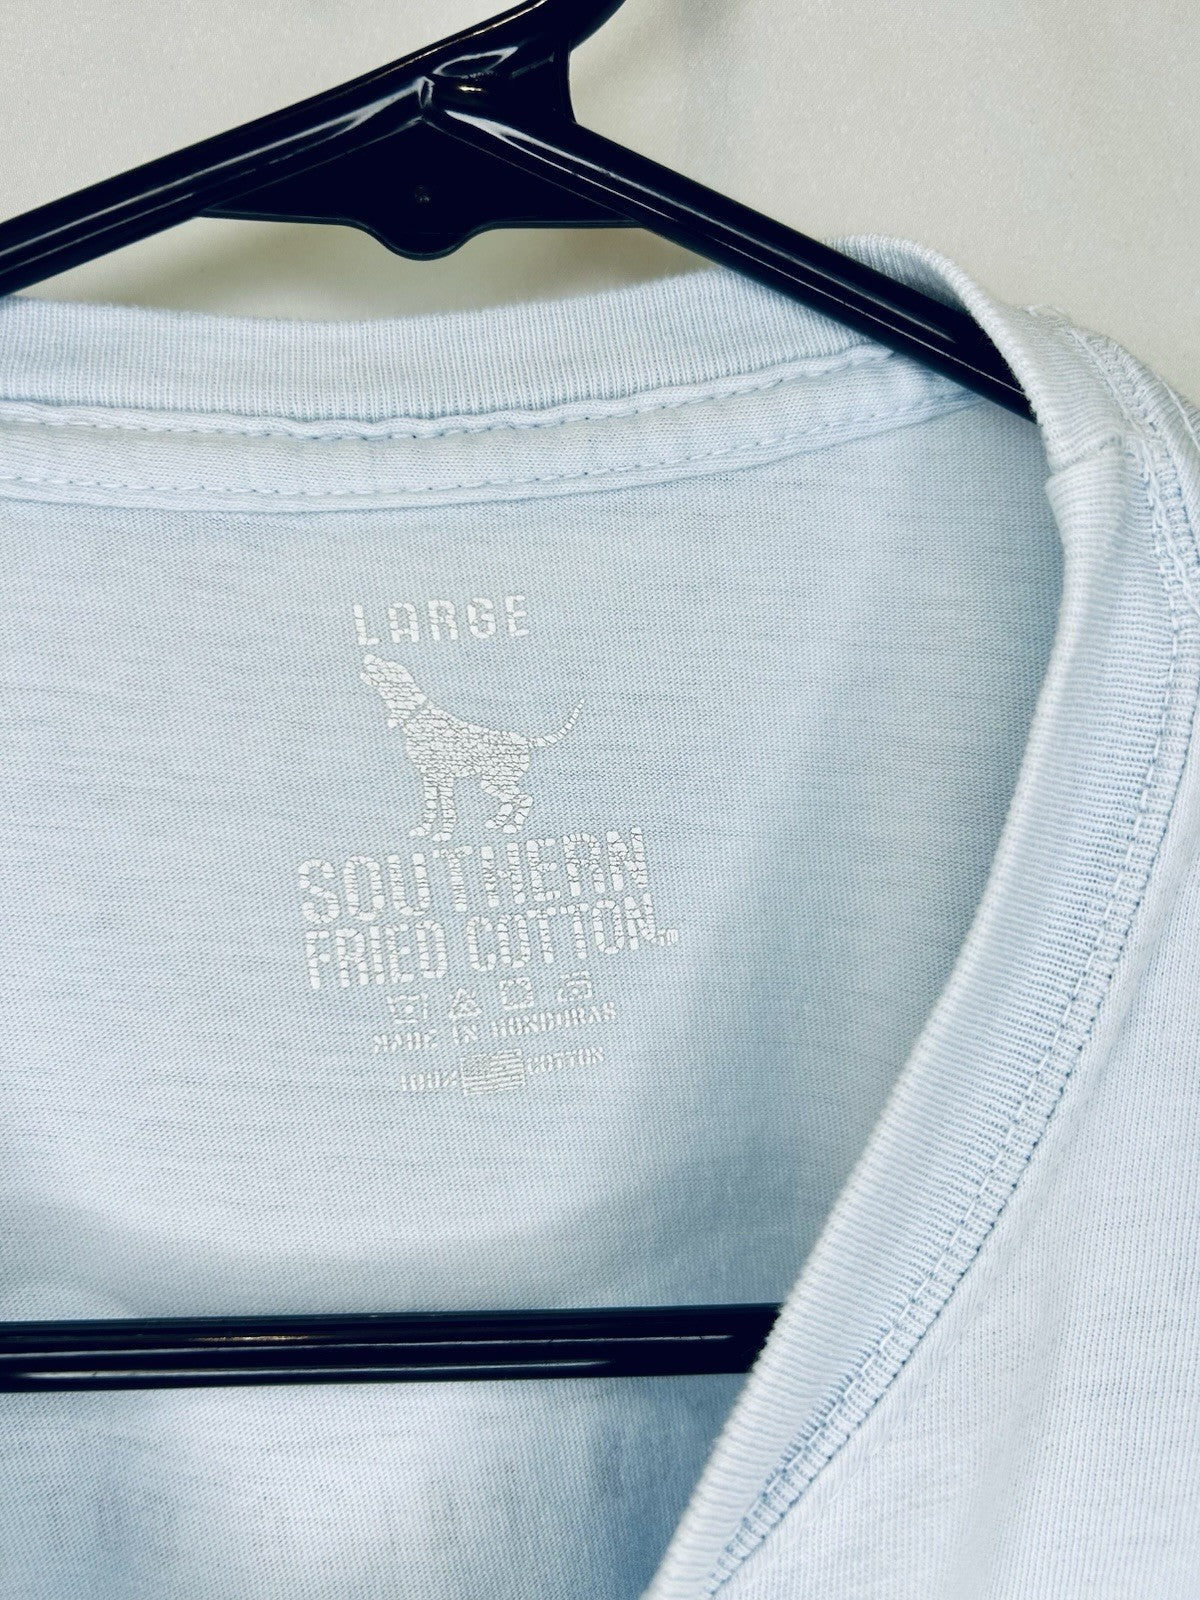 LARGE
SOUTHERN
FRIED COTTON
MADE IN HONDURAS
100% COTTON